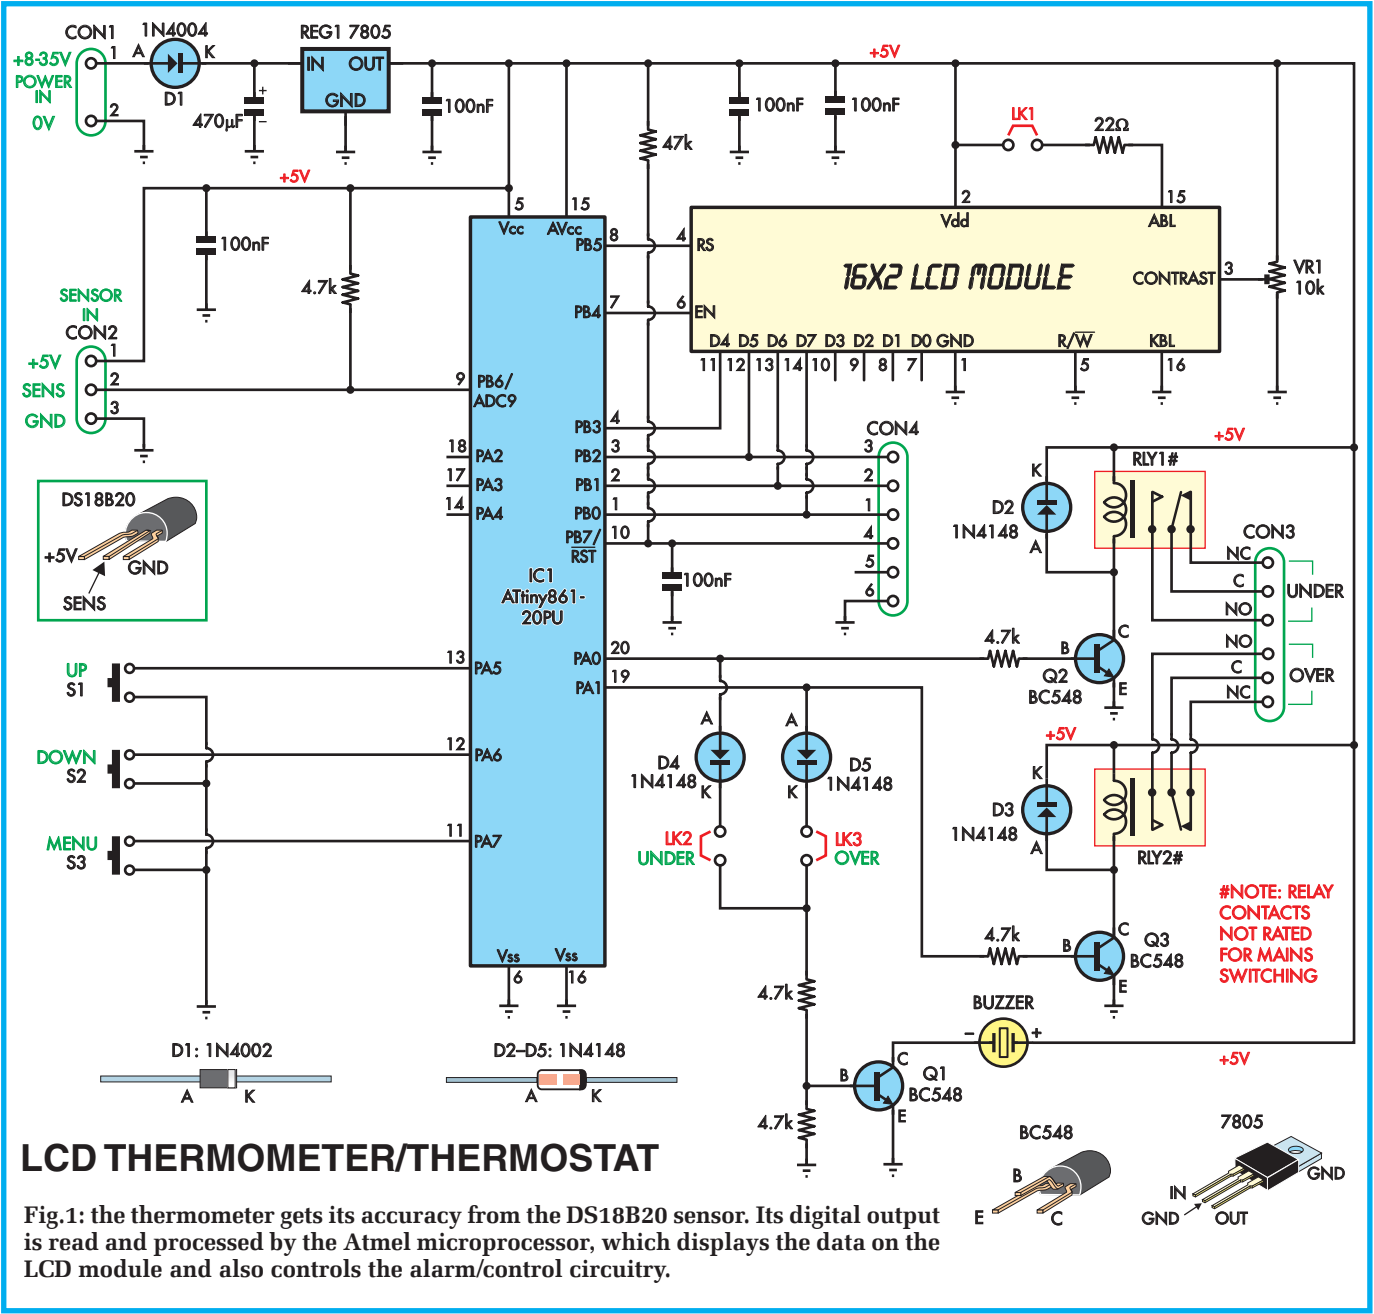 CON1
1N4004
REG1 7805
+8-35V
POWER
IN
0V
1
2
A
K
D1
470µF
+
–
IN OUT
GND
100nF
+5V
47k
100nF
100nF
LK1
22Ω
+5V
100nF
4.7k
SENSOR
IN
CON2
+5V
SENS
GND
1
2
3
DS18B20
+5V
GND
SENS
5
15
Vcc
AVcc
PB5
8
PB4
7
9
PB6/
ADC9
PB3
4
18
PA2
PB2
3
17
PA3
PB1
2
14
PA4
PB0
1
PB7/
RST
10
IC1
ATtiny861-
20PU
PA0
20
PA1
19
13
PA5
12
PA6
11
PA7
Vss
Vss
6
16
4
RS
6
EN
2
Vdd
15
ABL
16X2 LCD MODULE
CONTRAST
3
VR1
10k
D4 D5 D6 D7 D3 D2 D1 D0 GND
R/W
KBL
11 12 13 14 10 9 8 7 1
5
16
CON4
3
2
1
4
5
6
100nF
UP
S1
DOWN
S2
MENU
S3
+5V
RLY1#
K
D2
1N4148
A
CON3
NC
C
NO
UNDER
NO
C
NC
OVER
4.7k
B
C
E
Q2
BC548
+5V
K
D3
1N4148
A
RLY2#
A
D4
1N4148
K
A
D5
1N4148
K
LK2
UNDER
LK3
OVER
#NOTE: RELAY
CONTACTS
NOT RATED
FOR MAINS
SWITCHING
4.7k
B
C
E
Q3
BC548
4.7k
BUZZER
–
+
+5V
B
C
E
Q1
BC548
4.7k
D1: 1N4002
A
K
D2–D5: 1N4148
A
K
BC548
B
E
C
7805
IN
GND
OUT
GND
LCD THERMOMETER/THERMOSTAT
Fig.1: the thermometer gets its accuracy from the DS18B20 sensor. Its digital output
is read and processed by the Atmel microprocessor, which displays the data on the
LCD module and also controls the alarm/control circuitry.